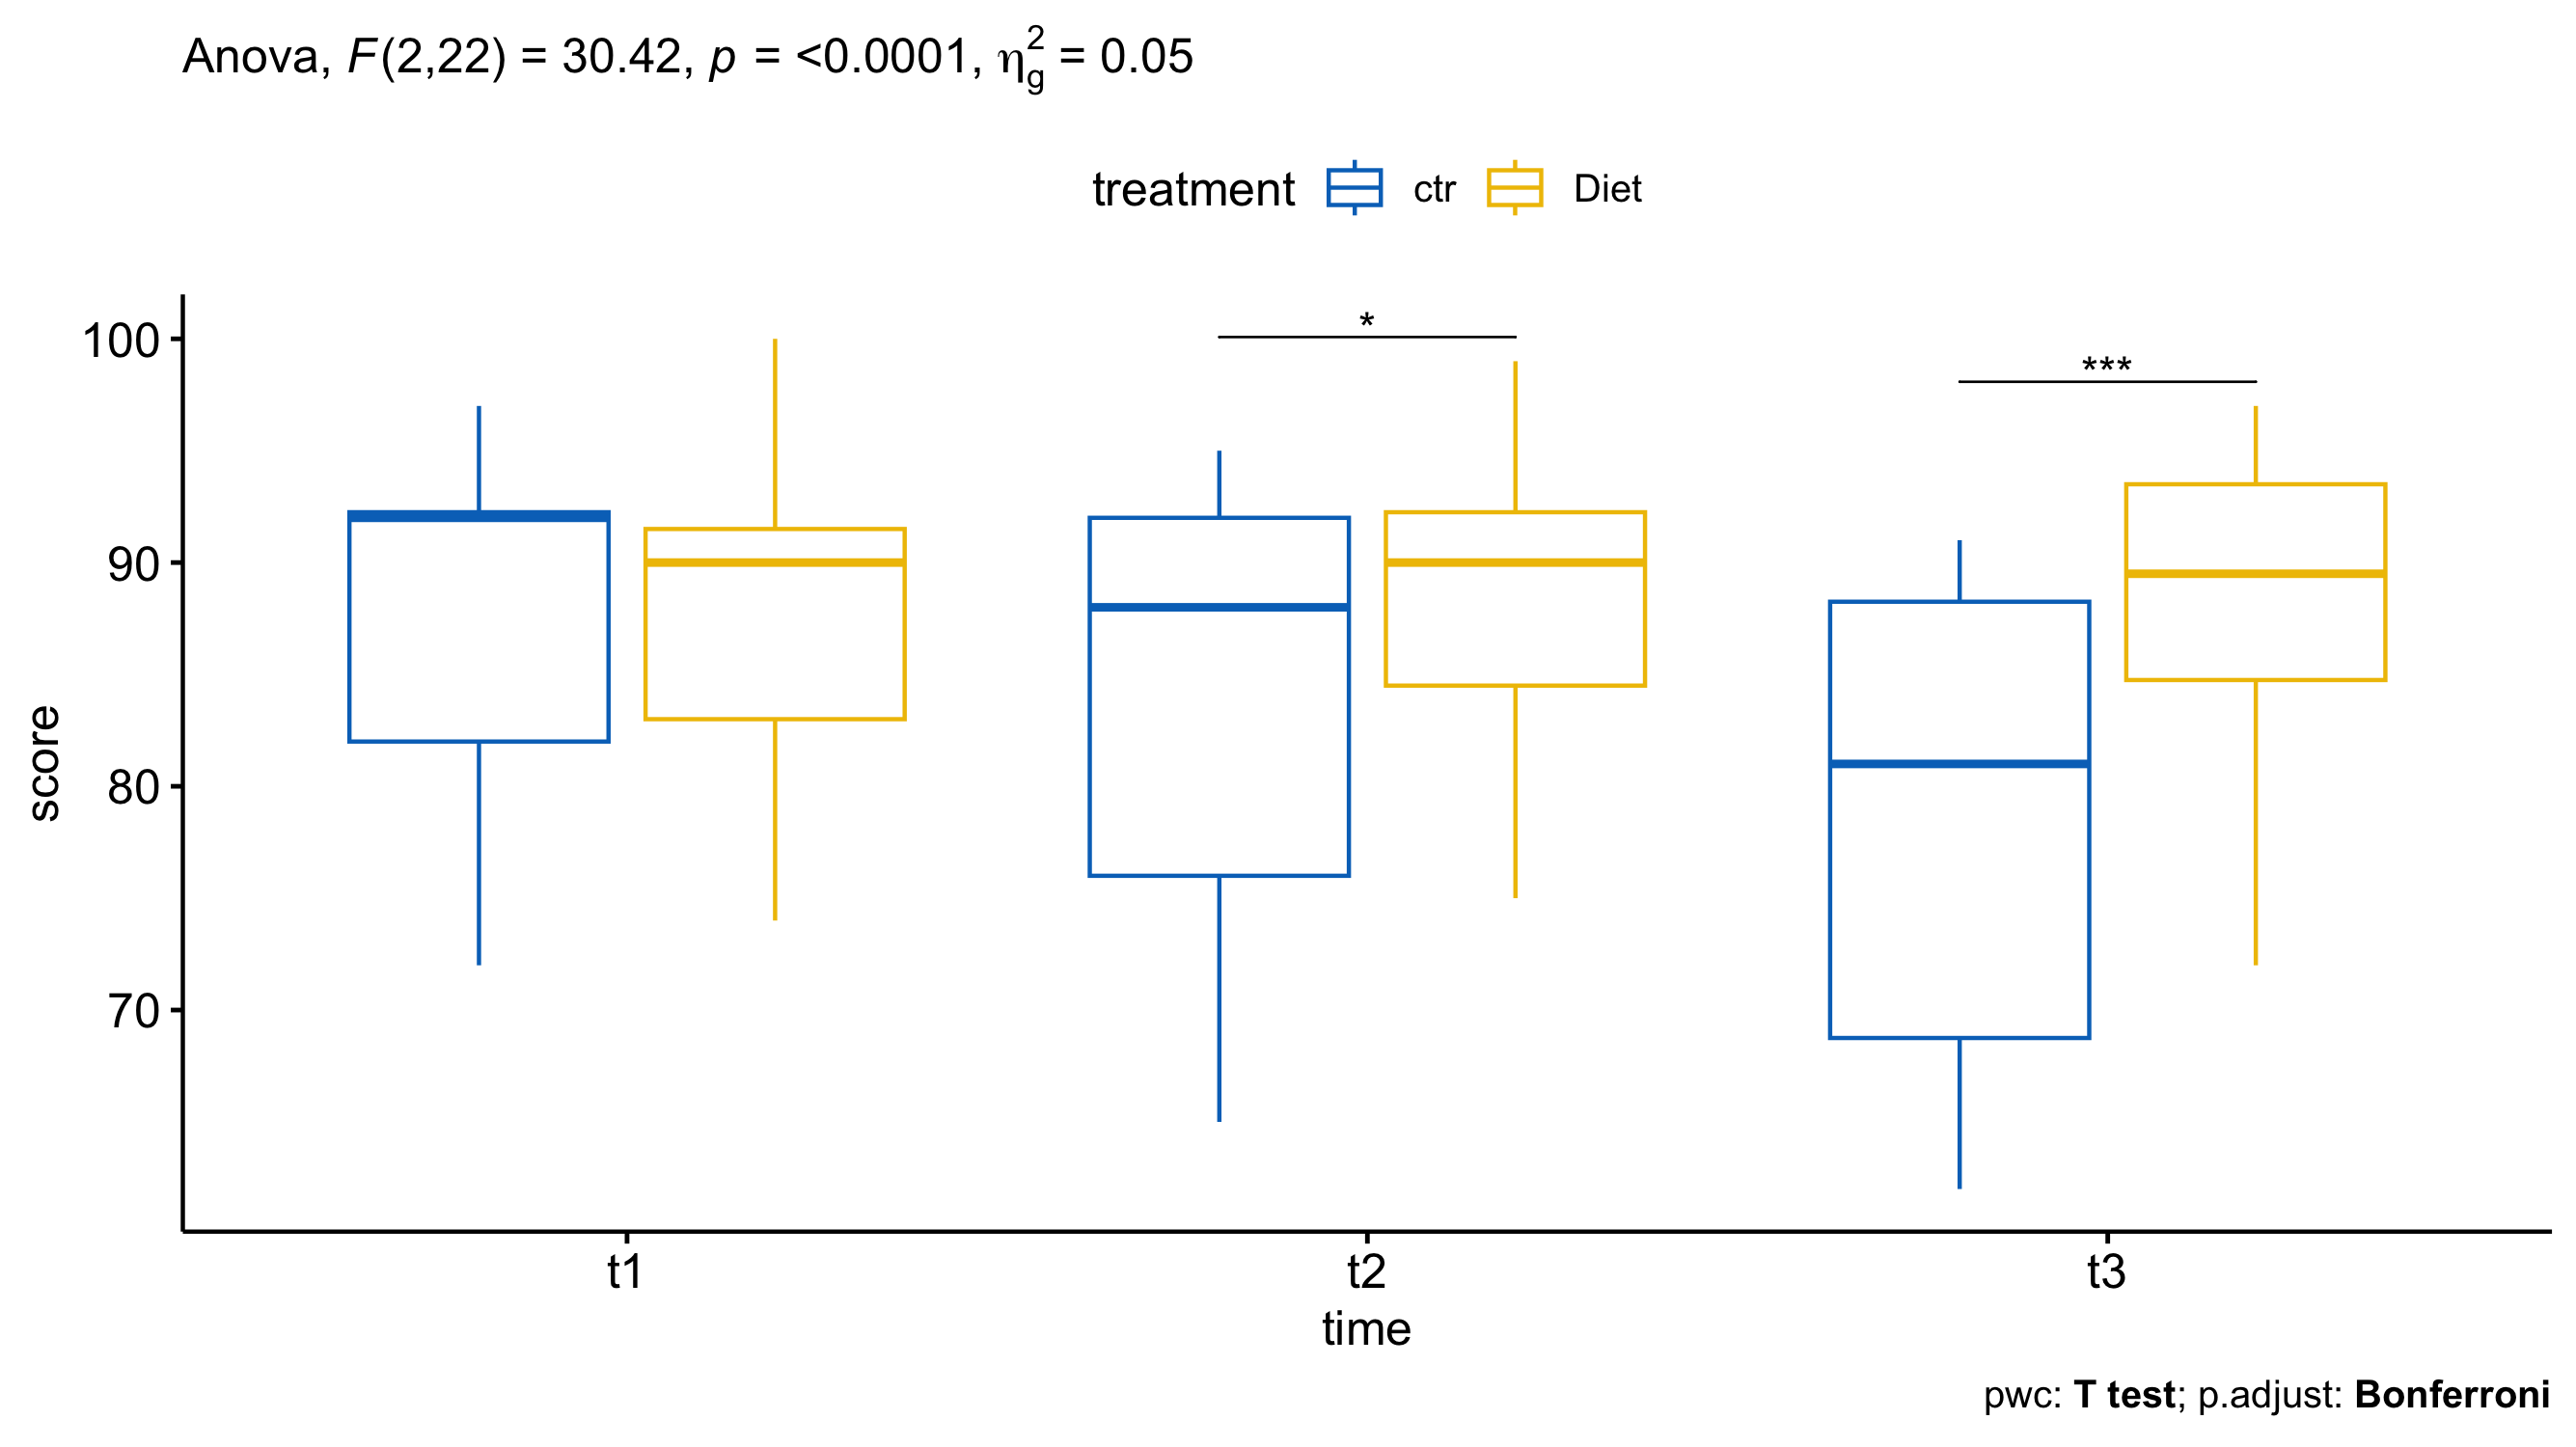 Anova, F(2,22) = 30.42, p = <0.0001, η²g = 0.05
treatment ctr Diet
100
90
80
70
score
*
***
t1 t2 t3
time
pwc: T test; p.adjust: Bonferroni